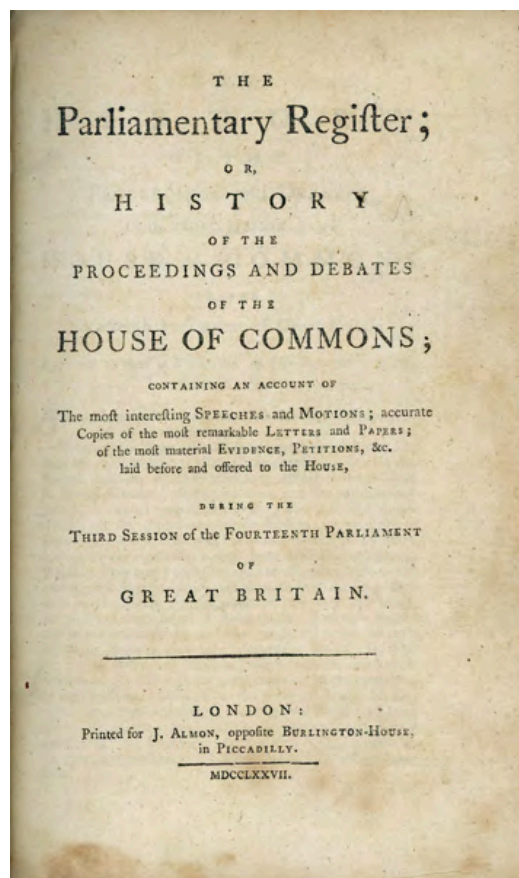 THE
Parliamentary Regiſter;
OR,
HISTORY
OF THE
PROCEEDINGS AND DEBATES
OF THE
HOUSE OF COMMONS;
CONTAINING AN ACCOUNT OF
The moſt intereſting SPEECHES and MOTIONS; accurate
Copies of the moſt remarkable LETTERS and PAPERS;
of the moſt material EVIDENCE, PETITIONS, &c.
laid before and offered to the HOUSE,
DURING THE
THIRD SESSION of the FOURTEENTH PARLIAMENT
OF
GREAT BRITAIN.
LONDON:
Printed for J. ALMON, oppoſite BURLINGTON-HOUSE,
in PICCADILLY.
MDCCLXXVII.